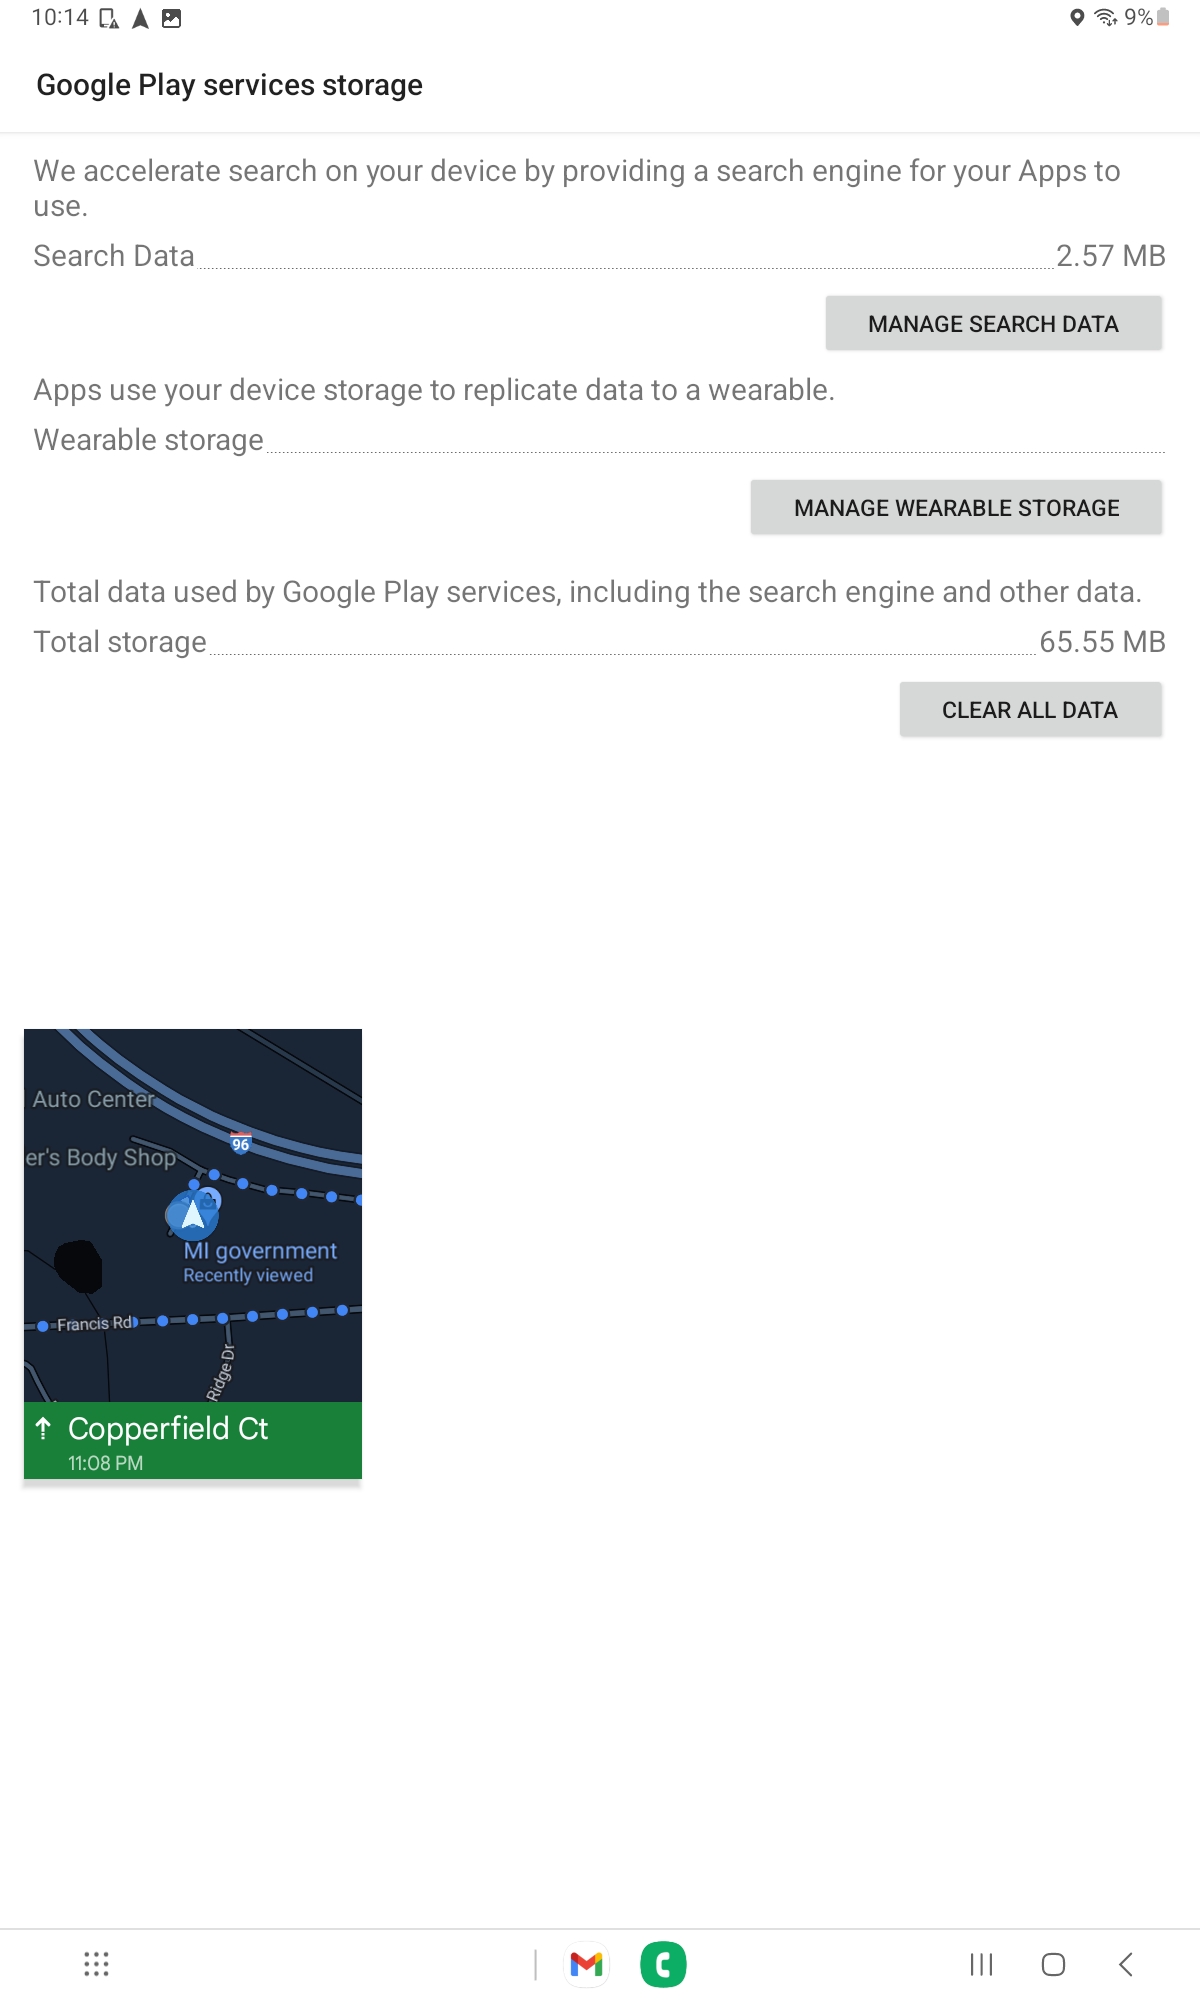 10:14
9%
Google Play services storage
We accelerate search on your device by providing a search engine for your Apps to
use.
Search Data 2.57 MB
MANAGE SEARCH DATA
Apps use your device storage to replicate data to a wearable.
Wearable storage
MANAGE WEARABLE STORAGE
Total data used by Google Play services, including the search engine and other data.
Total storage 65.55 MB
CLEAR ALL DATA
Auto Center
96
er's Body Shop
MI government
Recently viewed
Francis Rd
Ridge Dr
Copperfield Ct
11:08 PM